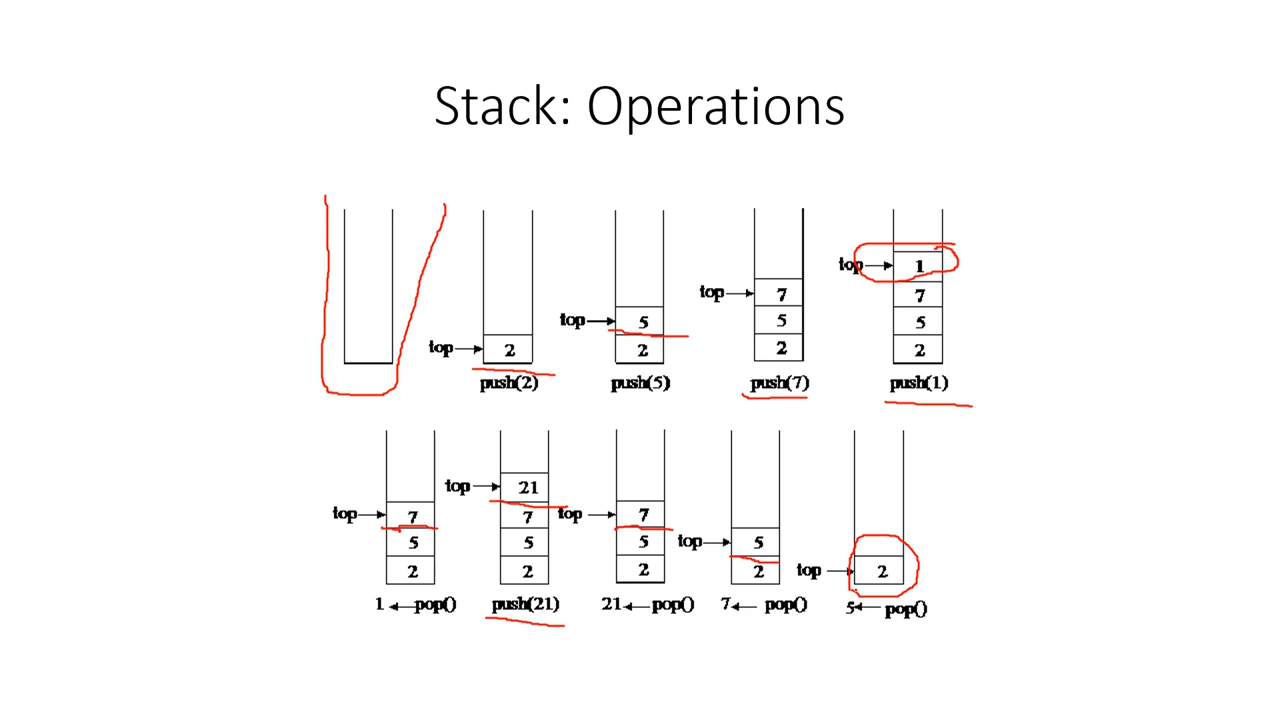 Stack: Operations
top 2
push(2)
top 5
2
push(5)
top 7
5
2
push(7)
top 1
7
5
2
push(1)
top 7
5
2
1 pop()
top 21
7
5
2
push(21)
top 7
5
2
21 pop()
top 5
2
7 pop()
top 2
5 pop()